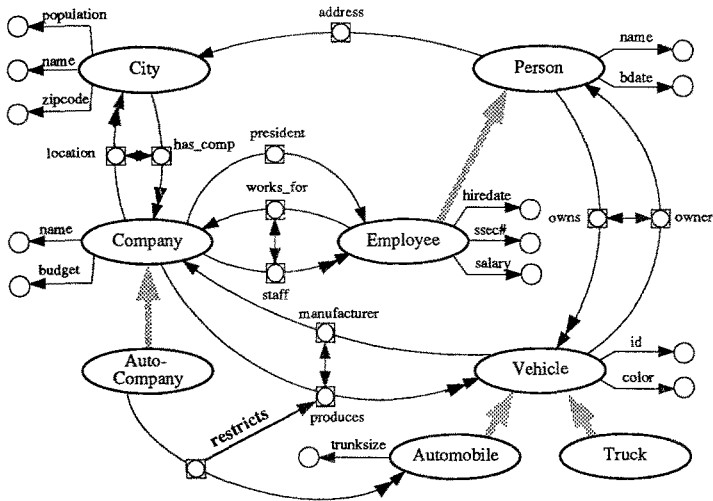 address
population
name
name
City
Person
bdate
zipcode
president
has_comp
location
works_for
hiredate
name
owns
owner
Company
Employee
ssec#
budget
salary
staff
manufacturer
id
Auto-
Company
Vehicle
color
produces
restricts
trunksize
Automobile
Truck